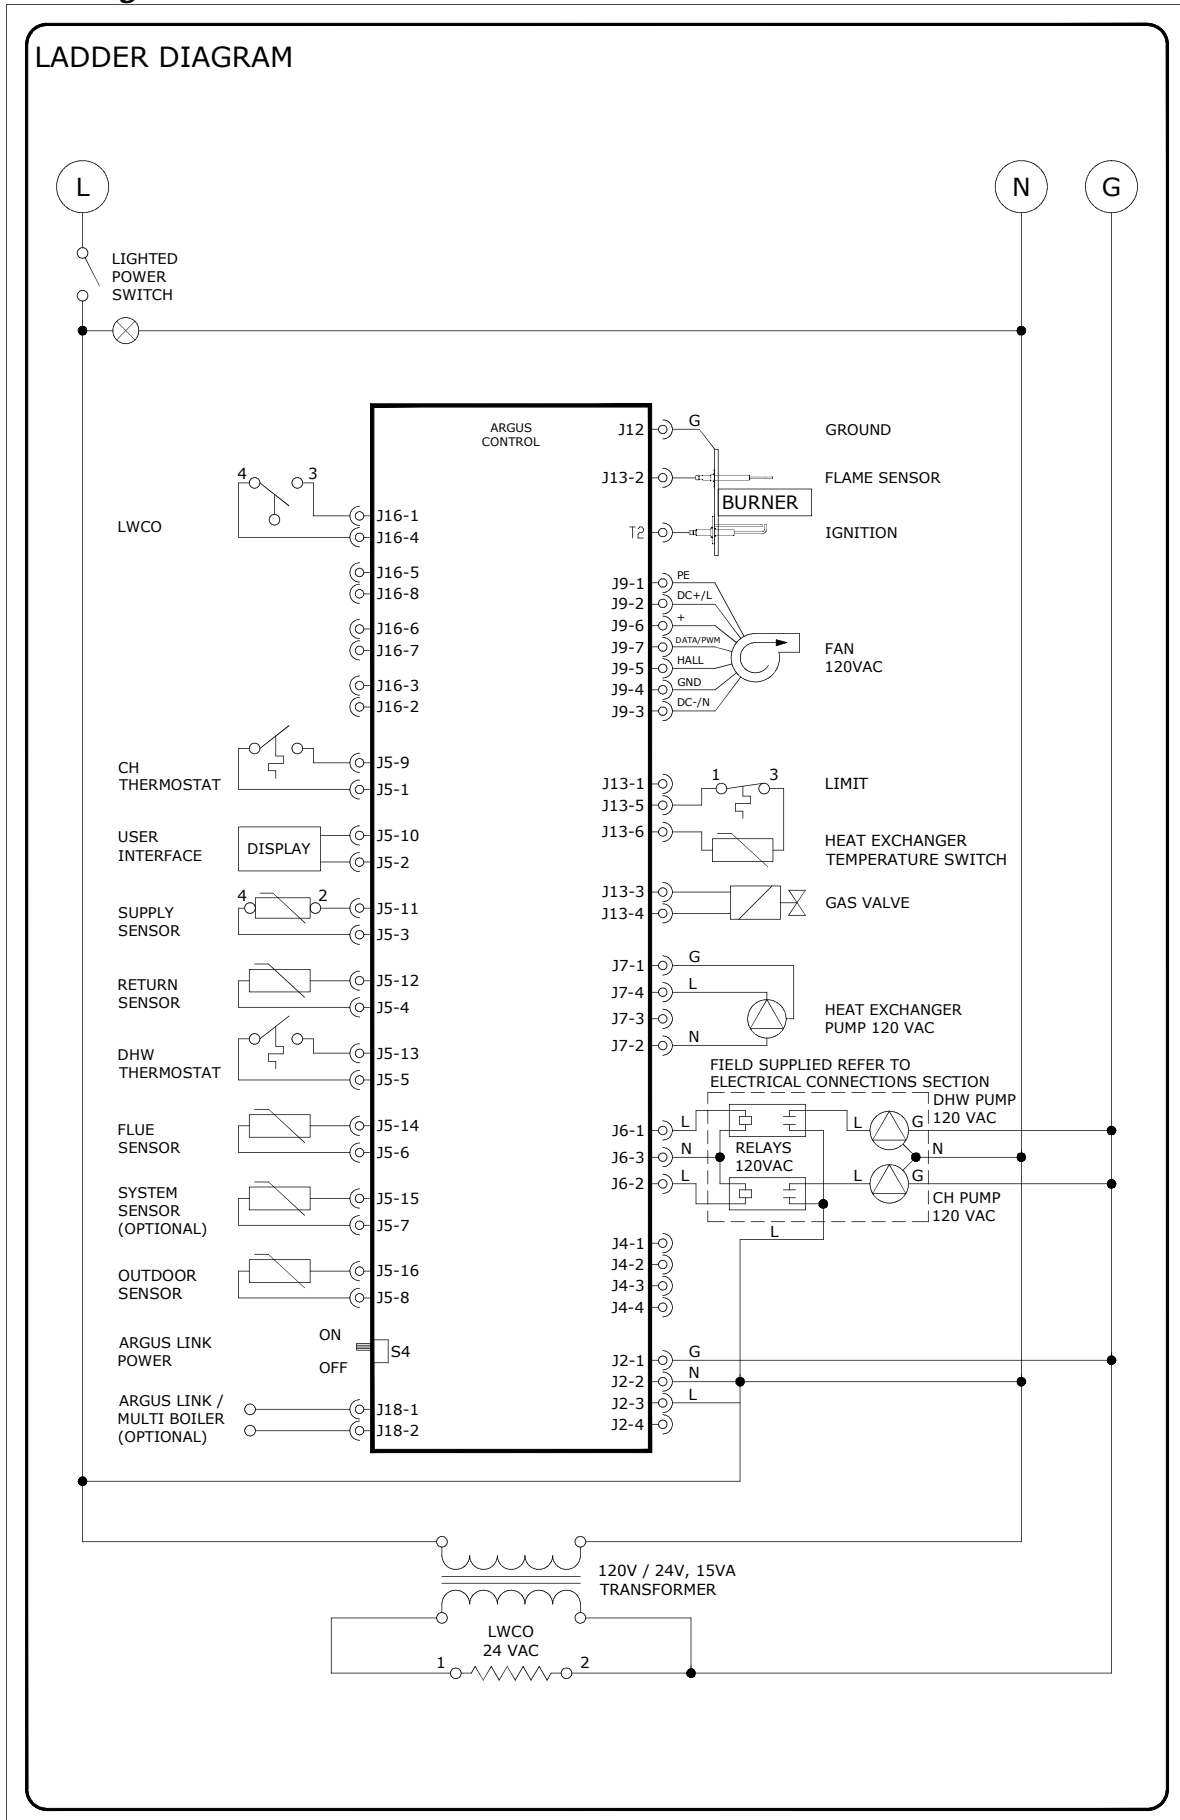 LADDER DIAGRAM
L
N
G
LIGHTED
POWER
SWITCH
ARGUS
CONTROL
4
3
LWCO
J16-1
J16-4
J16-5
J16-8
J16-6
J16-7
J16-3
J16-2
CH
THERMOSTAT
J5-9
J5-1
USER
INTERFACE
DISPLAY
J5-10
J5-2
SUPPLY
SENSOR
4
2
J5-11
J5-3
RETURN
SENSOR
J5-12
J5-4
DHW
THERMOSTAT
J5-13
J5-5
FLUE
SENSOR
J5-14
J5-6
SYSTEM
SENSOR
(OPTIONAL)
J5-15
J5-7
OUTDOOR
SENSOR
J5-16
J5-8
ARGUS LINK
POWER
ON
OFF
S4
ARGUS LINK /
MULTI BOILER
(OPTIONAL)
J18-1
J18-2
J12
G
GROUND
J13-2
FLAME SENSOR
BURNER
T2
IGNITION
J9-1
PE
J9-2
DC+/L
J9-6
+
J9-7
DATA/PWM
J9-5
HALL
J9-4
GND
J9-3
DC-/N
FAN
120VAC
J13-1
J13-5
J13-6
1
3
LIMIT
HEAT EXCHANGER
TEMPERATURE SWITCH
J13-3
J13-4
GAS VALVE
J7-1
G
J7-4
L
J7-3
J7-2
N
HEAT EXCHANGER
PUMP 120 VAC
FIELD SUPPLIED REFER TO
ELECTRICAL CONNECTIONS SECTION
DHW PUMP
120 VAC
J6-1
L
L
G
J6-3
N
RELAYS
120VAC
N
J6-2
L
L
G
CH PUMP
120 VAC
L
J4-1
J4-2
J4-3
J4-4
J2-1
G
J2-2
N
J2-3
L
J2-4
120V / 24V, 15VA
TRANSFORMER
LWCO
24 VAC
1
2